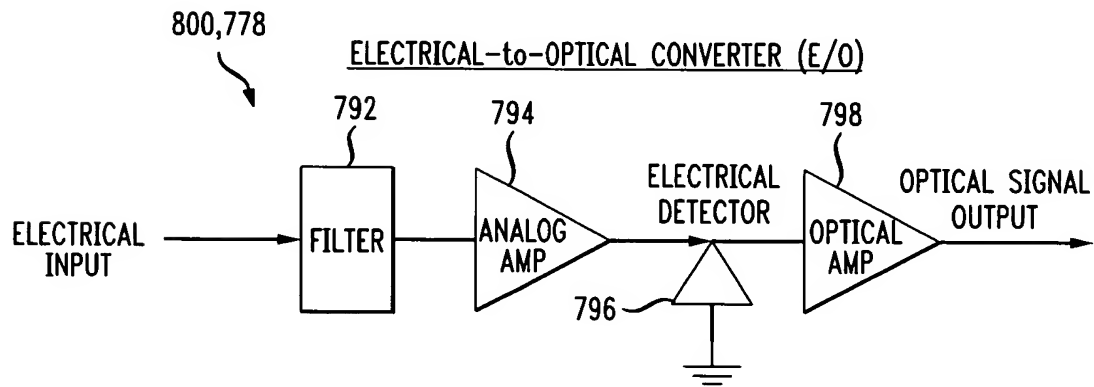 800,778
ELECTRICAL-to-OPTICAL CONVERTER (E/O)
792
794
798
ELECTRICAL
DETECTOR
OPTICAL SIGNAL
OUTPUT
ELECTRICAL
INPUT
FILTER
ANALOG
AMP
OPTICAL
AMP
796